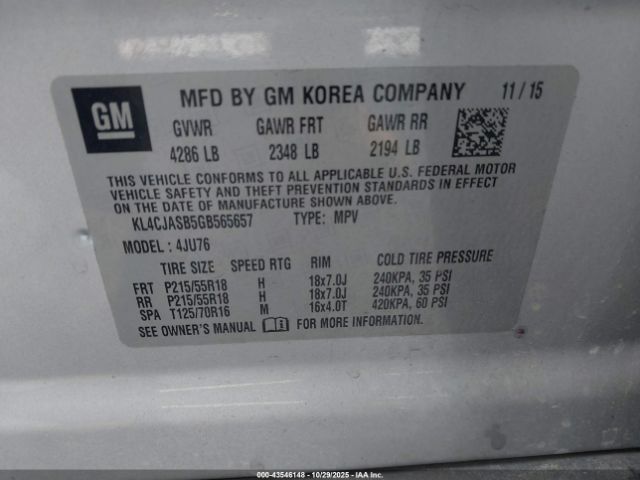 GM
MFD BY GM KOREA COMPANY 11 / 15
GVWR GAWR FRT GAWR RR
4286 LB 2348 LB 2194 LB
THIS VEHICLE CONFORMS TO ALL APPLICABLE U.S. FEDERAL MOTOR
VEHICLE SAFETY AND THEFT PREVENTION STANDARDS IN EFFECT
ON THE DATE OF MANUFACTURE SHOWN ABOVE.
KL4CJASB5GB565657 TYPE: MPV
MODEL: 4JU76
TIRE SIZE SPEED RTG RIM COLD TIRE PRESSURE
FRT P215/55R18 H 18x7.0J 240KPA, 35 PSI
RR P215/55R18 H 18x7.0J 240KPA, 35 PSI
SPA T125/70R16 M 16x4.0T 420KPA, 60 PSI
SEE OWNER'S MANUAL FOR MORE INFORMATION.
000-43546148 - 10/29/2025 - IAAI, Inc.